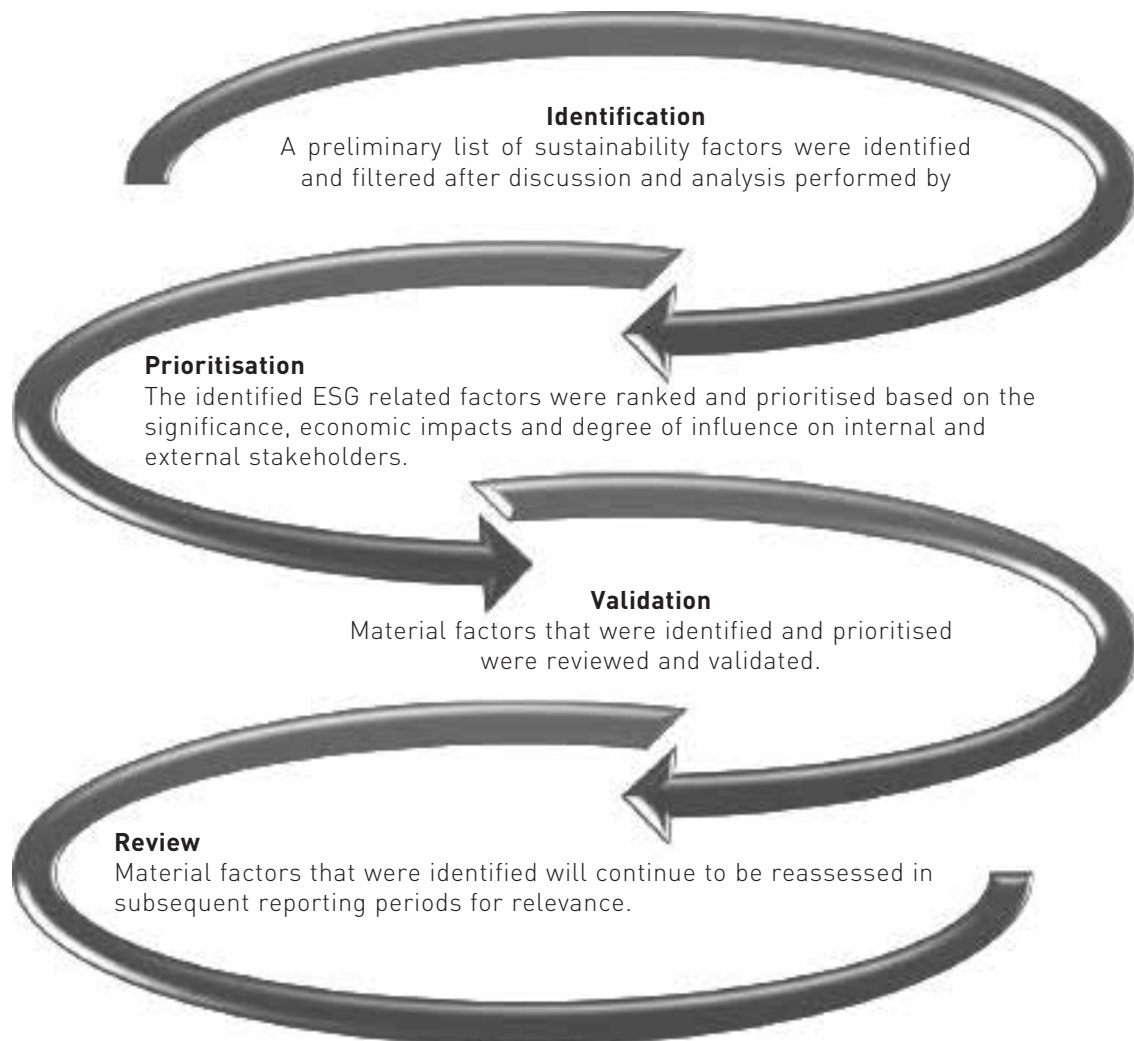 Identification
A preliminary list of sustainability factors were identified
and filtered after discussion and analysis performed by
Prioritisation
The identified ESG related factors were ranked and prioritised based on the
significance, economic impacts and degree of influence on internal and
external stakeholders.
Validation
Material factors that were identified and prioritised
were reviewed and validated.
Review
Material factors that were identified will continue to be reassessed in
subsequent reporting periods for relevance.